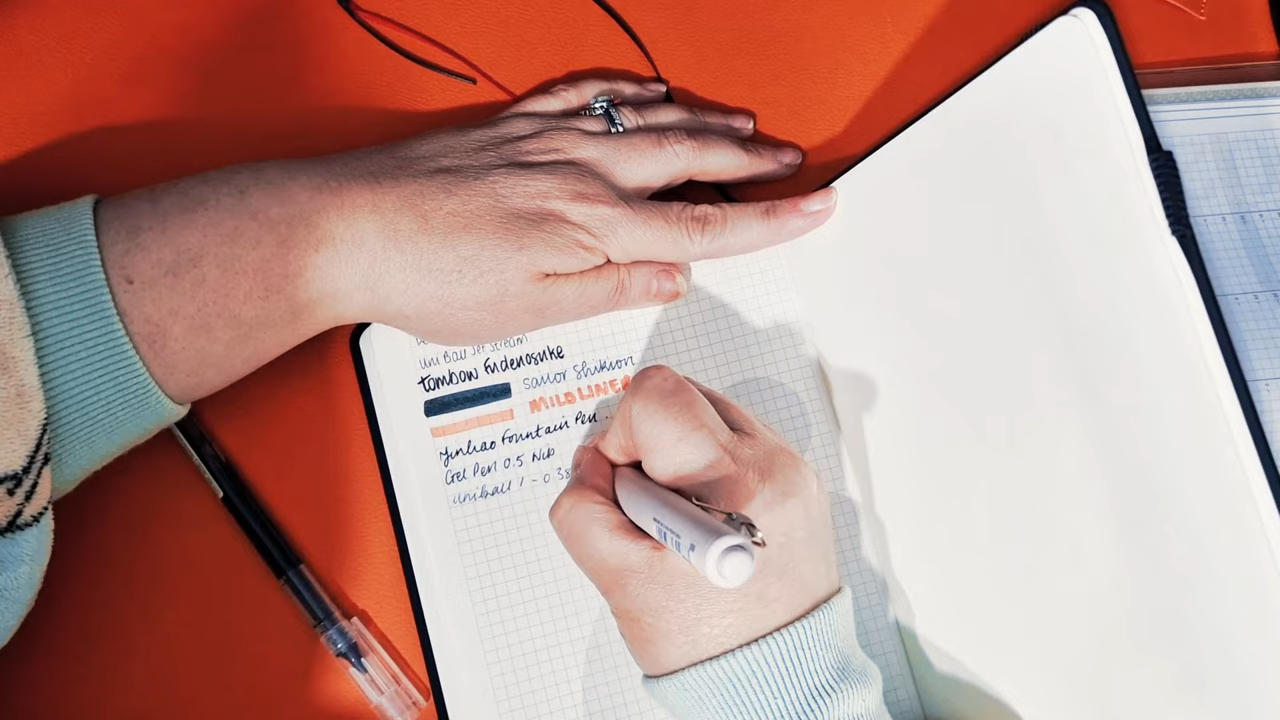 Uni Ball Jet Stream
tombow Fudenosuke
Sailor Shikiori
MILDLINER
Jinhao Fountain Pen
Gel Pen 0.5 Nib
Uniball 1 - 0.38